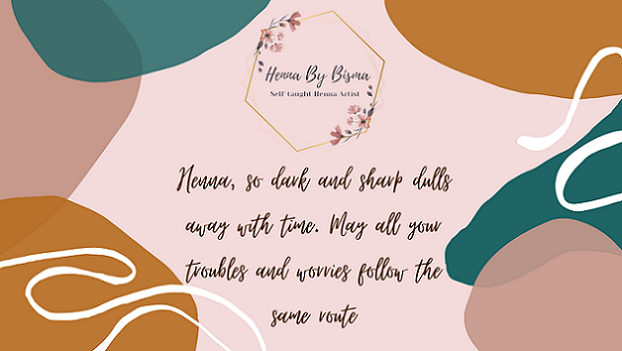 Henna By Bisma
Self-taught Henna Artist
Henna, so dark and sharp dulls
away with time. May all your
troubles and worries follow the
same route